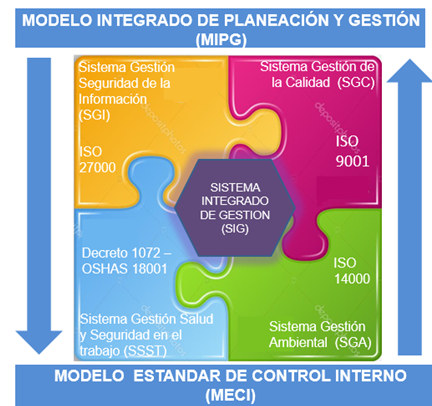 MODELO INTEGRADO DE PLANEACIÓN Y GESTIÓN
(MIPG)
Sistema Gestión
Seguridad de la
Información
(SGI)
ISO
27000
Sistema Gestión de
la Calidad (SGC)
ISO
9001
SISTEMA
INTEGRADO
DE GESTION
(SIG)
Decreto 1072 –
OSHAS 18001
Sistema Gestión Salud
y Seguridad en el
trabajo (SSST)
ISO
14000
Sistema Gestión
Ambiental (SGA)
MODELO ESTANDAR DE CONTROL INTERNO
(MECI)
depositphotos